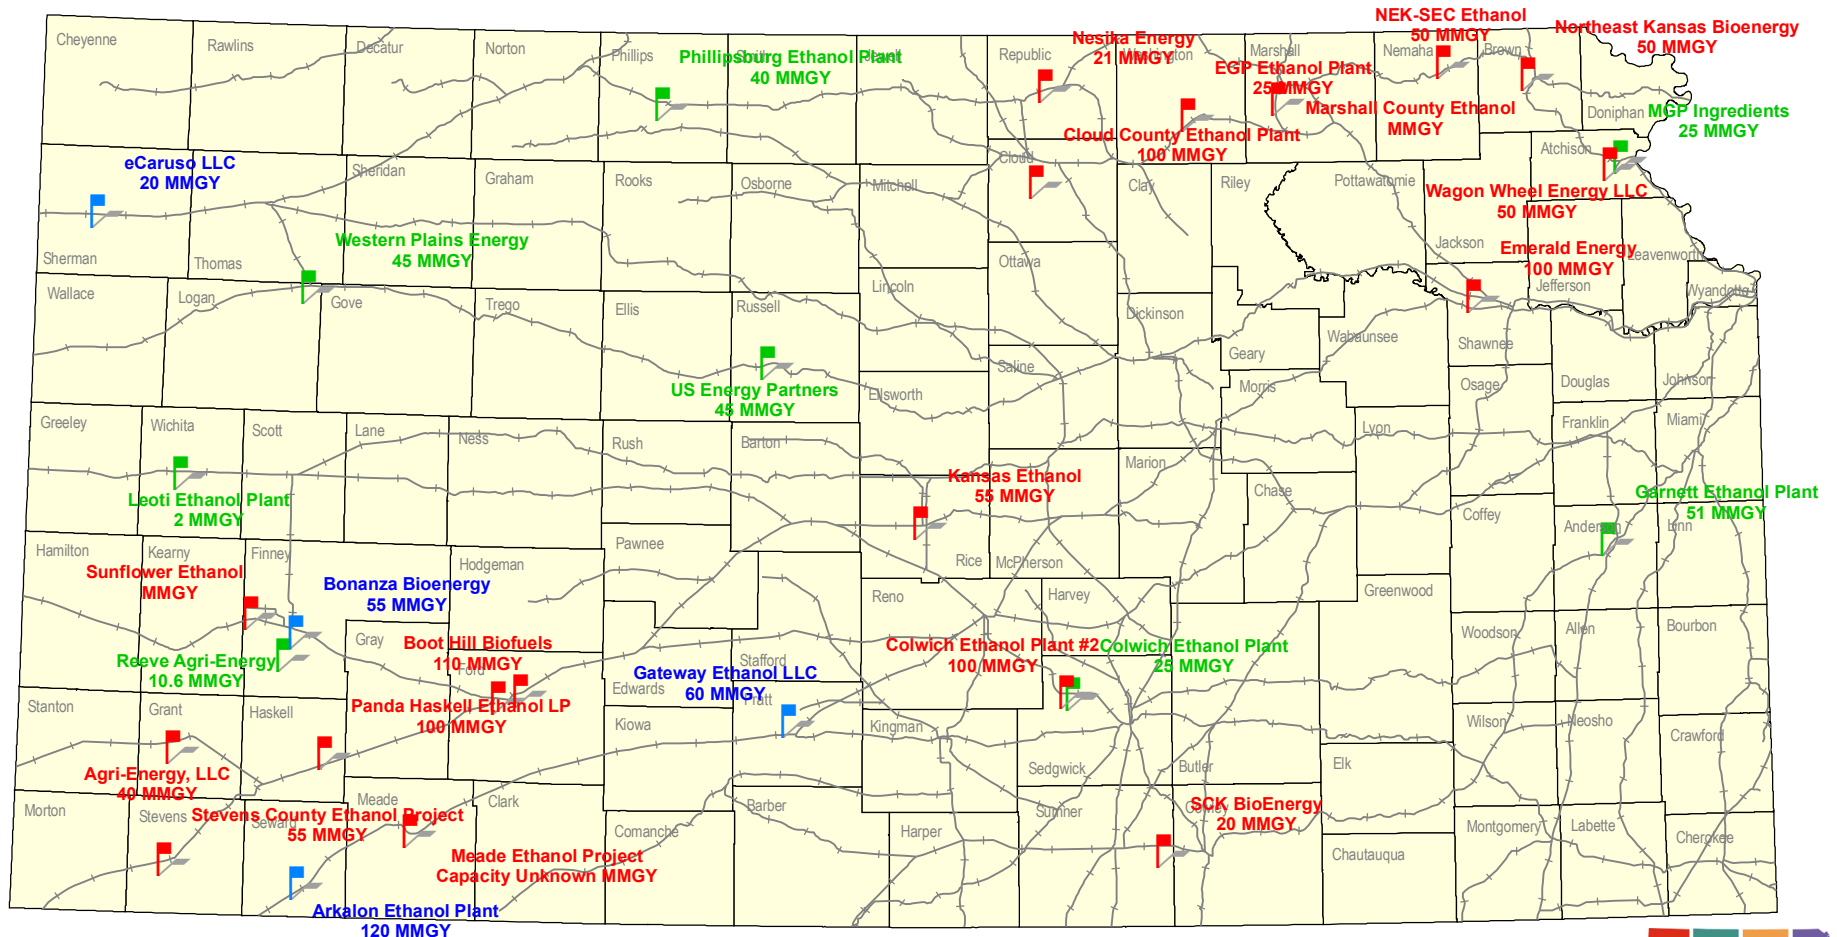 NEK-SEC Ethanol
50 MMGY
Northeast Kansas Bioenergy
50 MMGY
Nesika Energy
21 MMGY
Cheyenne
Rawlins
Decatur
Norton
Phillips
Smith
Jewell
Republic
Washington
Marshall
Nemaha
Brown
Doniphan
Phillipsburg Ethanol Plant
40 MMGY
EGP Ethanol Plant
25 MMGY
Marshall County Ethanol
MMGY
MGP Ingredients
25 MMGY
Cloud County Ethanol Plant
100 MMGY
eCaruso LLC
20 MMGY
Sherman
Thomas
Sheridan
Graham
Rooks
Osborne
Mitchell
Cloud
Clay
Riley
Pottawatomie
Atchison
Jackson
Wagon Wheel Energy LLC
50 MMGY
Western Plains Energy
45 MMGY
Emerald Energy
100 MMGY
Jefferson
Leavenworth
Wyandotte
Wallace
Logan
Gove
Trego
Ellis
Russell
Lincoln
Ottawa
Dickinson
Saline
Geary
Wabaunsee
Shawnee
Morris
Osage
Douglas
Johnson
US Energy Partners
45 MMGY
Ellsworth
Greeley
Wichita
Scott
Lane
Ness
Rush
Barton
Marion
Chase
Lyon
Franklin
Miami
Leoti Ethanol Plant
2 MMGY
Kansas Ethanol
55 MMGY
Rice
McPherson
Coffey
Anderson
Linn
Garnett Ethanol Plant
51 MMGY
Hamilton
Kearny
Finney
Hodgeman
Pawnee
Reno
Harvey
Greenwood
Woodson
Allen
Bourbon
Sunflower Ethanol
MMGY
Bonanza Bioenergy
55 MMGY
Gray
Ford
Boot Hill Biofuels
110 MMGY
Reeve Agri-Energy
10.6 MMGY
Edwards
Stafford
Gateway Ethanol LLC
60 MMGY
Pratt
Colwich Ethanol Plant #2
100 MMGY
Colwich Ethanol Plant
25 MMGY
Stanton
Grant
Haskell
Panda Haskell Ethanol LP
100 MMGY
Kiowa
Kingman
Sedgwick
Butler
Elk
Wilson
Neosho
Crawford
Agri-Energy, LLC
40 MMGY
Morton
Stevens
Seward
Meade
Clark
Comanche
Barber
Harper
Sumner
Cowley
Chautauqua
Montgomery
Labette
Cherokee
Stevens County Ethanol Project
55 MMGY
SCK BioEnergy
20 MMGY
Meade Ethanol Project
Capacity Unknown MMGY
Arkalon Ethanol Plant
120 MMGY